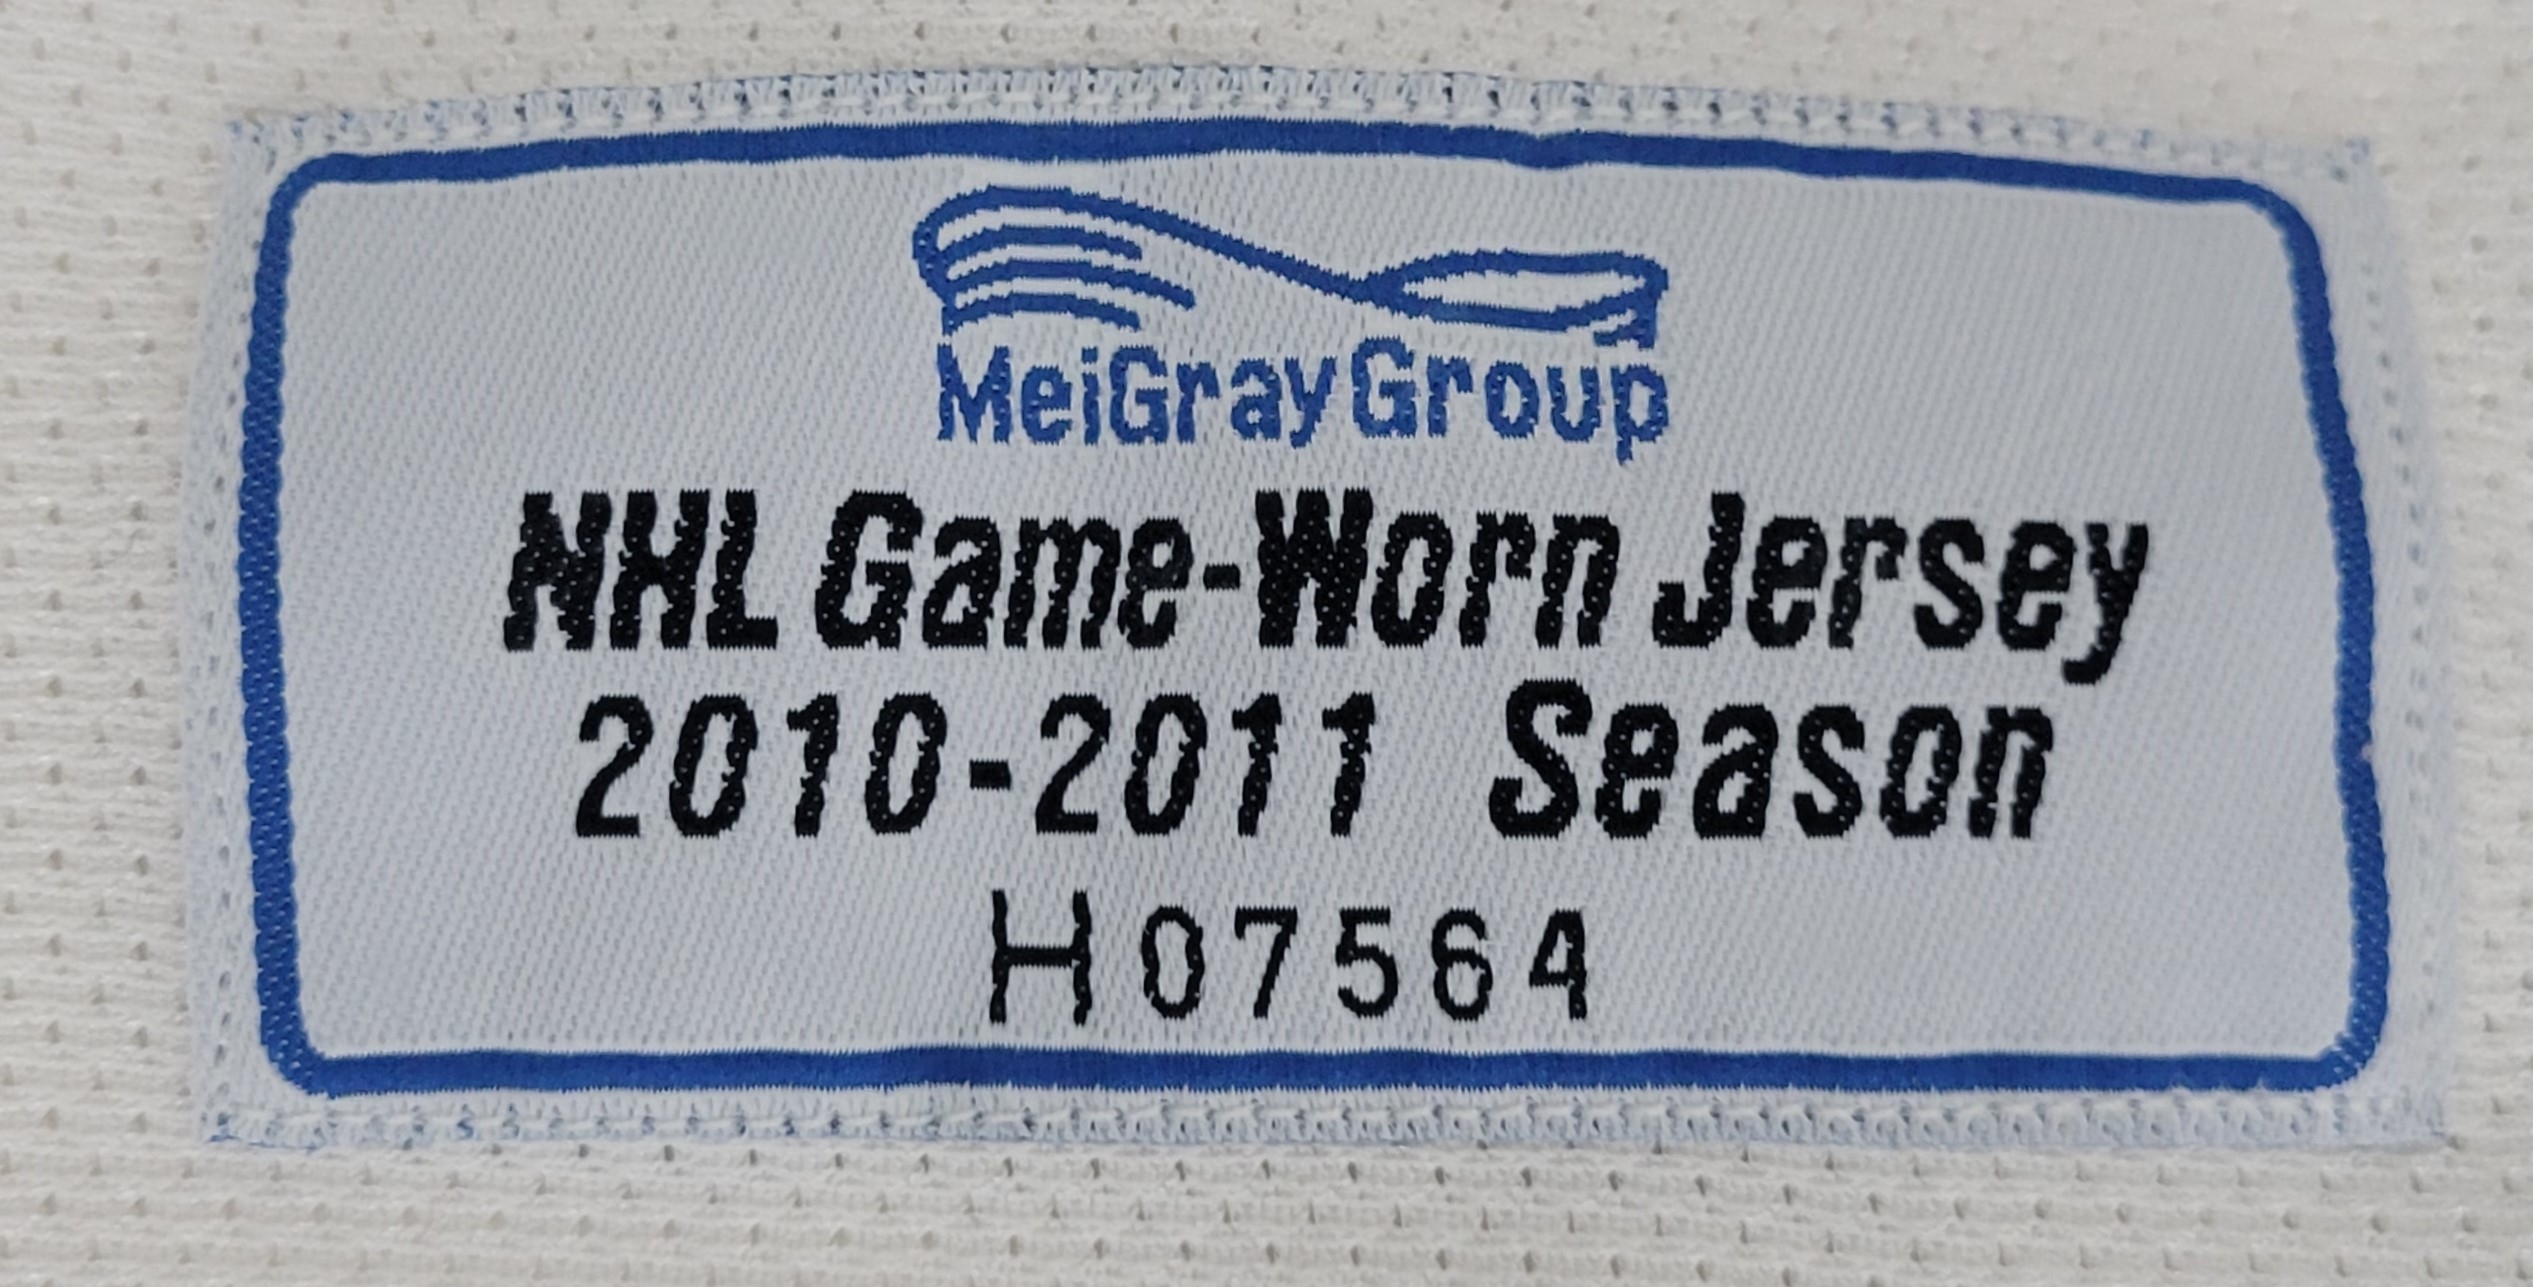 MeiGray Group
NHL Game-Worn Jersey
2010-2011 Season
H07564